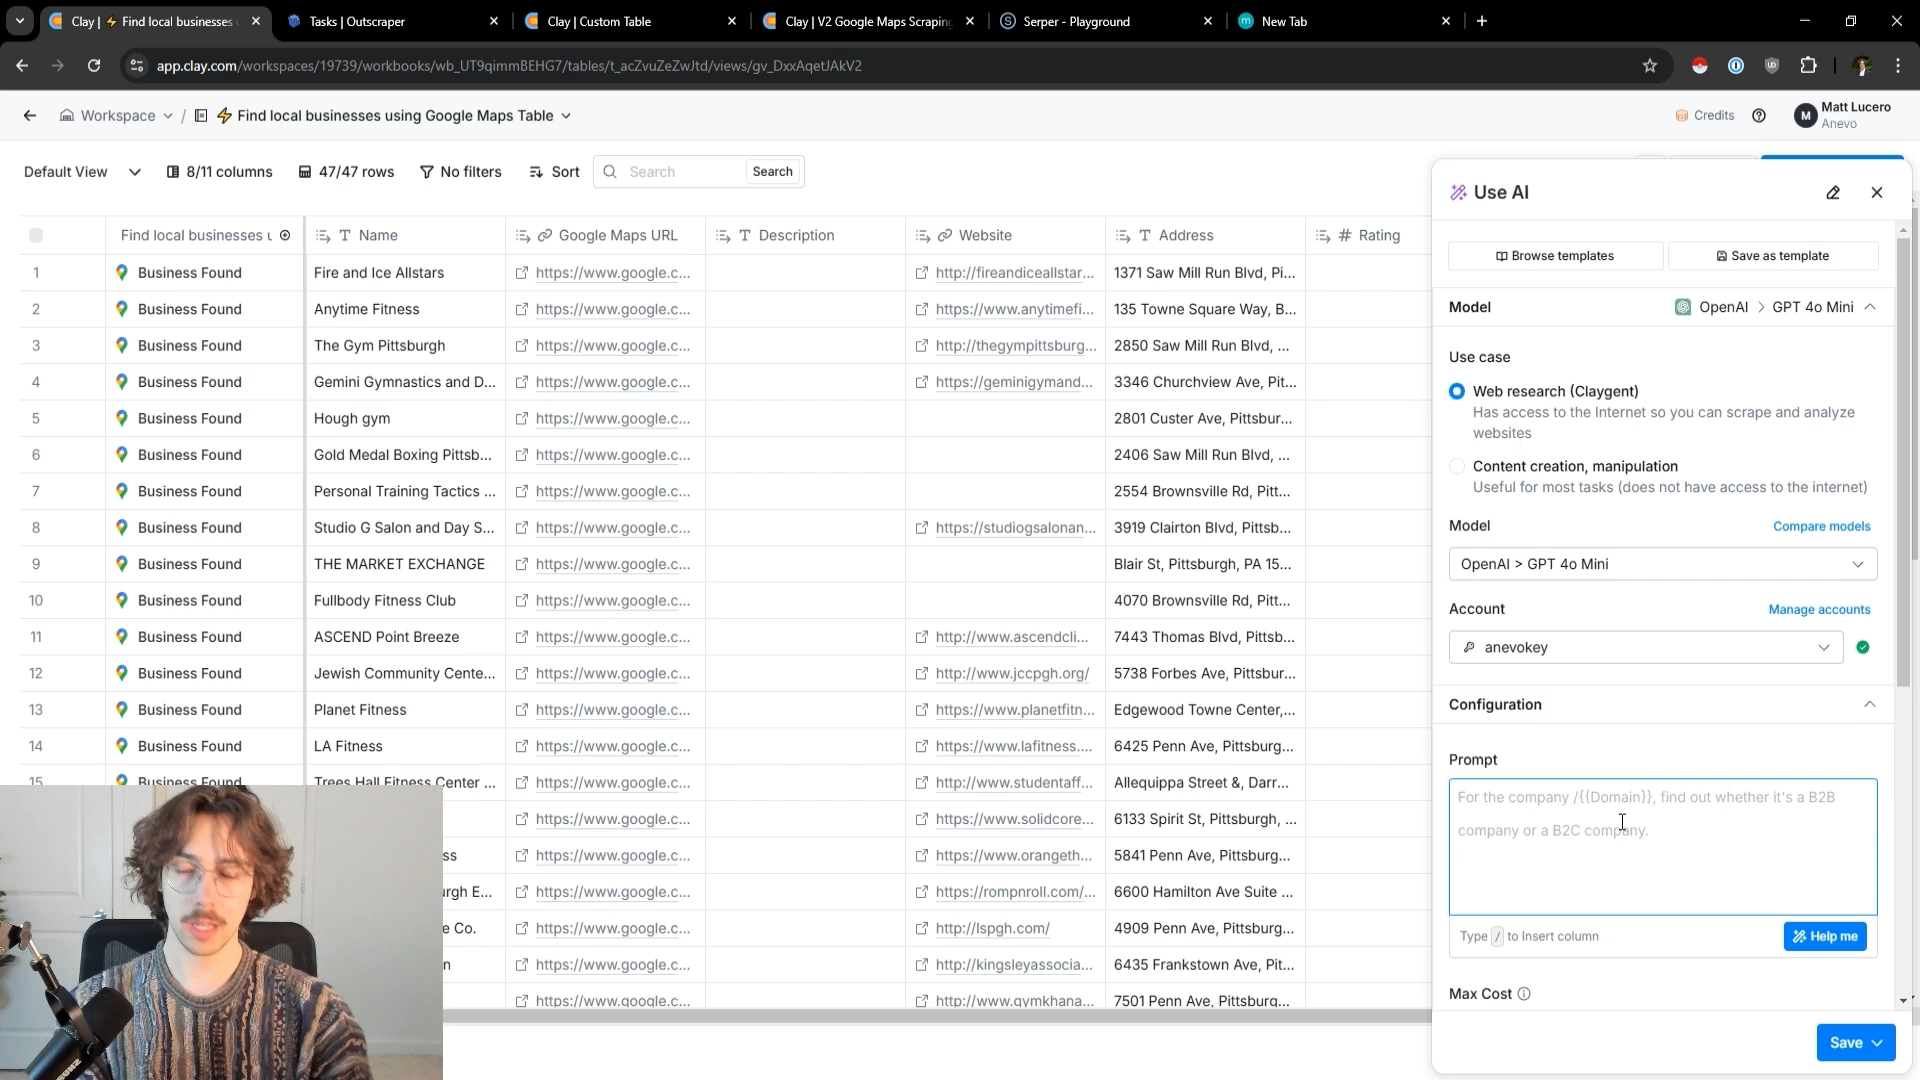 Clay | ⚡ Find local businesses
Tasks | Outscraper
Clay | Custom Table
Clay | V2 Google Maps Scraping
Serper - Playground
New Tab
app.clay.com/workspaces/19739/workbooks/wb_UT9qimmBEHG7/tables/t_acZvuZeZwJtd/views/gv_DxxAqetJAkV2
Workspace / ⚡ Find local businesses using Google Maps Table
Credits
M
Matt Lucero
Anevo
Default View
8/11 columns
47/47 rows
No filters
Sort
Search
Search
Find local businesses u
Name
Google Maps URL
Description
Website
Address
Rating
1 Business Found Fire and Ice Allstars https://www.google.c... http://fireandiceallstar... 1371 Saw Mill Run Blvd, Pi...
2 Business Found Anytime Fitness https://www.google.c... https://www.anytimefi... 135 Towne Square Way, B...
3 Business Found The Gym Pittsburgh https://www.google.c... http://thegympittsburg... 2850 Saw Mill Run Blvd, ...
4 Business Found Gemini Gymnastics and D... https://www.google.c... https://geminigymand... 3346 Churchview Ave, Pit...
5 Business Found Hough gym https://www.google.c... 2801 Custer Ave, Pittsbur...
6 Business Found Gold Medal Boxing Pittsb... https://www.google.c... 2406 Saw Mill Run Blvd, ...
7 Business Found Personal Training Tactics ... https://www.google.c... 2554 Brownsville Rd, Pitt...
8 Business Found Studio G Salon and Day S... https://www.google.c... https://studiogsalonan... 3919 Clairton Blvd, Pittsb...
9 Business Found THE MARKET EXCHANGE https://www.google.c... Blair St, Pittsburgh, PA 15...
10 Business Found Fullbody Fitness Club https://www.google.c... 4070 Brownsville Rd, Pitt...
11 Business Found ASCEND Point Breeze https://www.google.c... http://www.ascendcli... 7443 Thomas Blvd, Pittsb...
12 Business Found Jewish Community Cente... https://www.google.c... http://www.jccpgh.org/ 5738 Forbes Ave, Pittsbur...
13 Business Found Planet Fitness https://www.google.c... https://www.planetfitn... Edgewood Towne Center,...
14 Business Found LA Fitness https://www.google.c... https://www.lafitness.... 6425 Penn Ave, Pittsburg...
15 Business Found Trees Hall Fitness Center ... https://www.google.c... http://www.studentaff... Allequippa Street &, Darr...
https://www.google.c... https://www.solidcore... 6133 Spirit St, Pittsburgh, ...
ss https://www.google.c... https://www.orangeth... 5841 Penn Ave, Pittsburg...
urgh E... https://www.google.c... https://rompnroll.com/... 6600 Hamilton Ave Suite ...
e Co. https://www.google.c... http://lspgh.com/ 4909 Penn Ave, Pittsburg...
n https://www.google.c... http://kingsleyassocia... 6435 Frankstown Ave, Pit...
https://www.google.c... http://www.gymkhana... 7501 Penn Ave, Pittsburg...
Use AI
Browse templates
Save as template
Model
OpenAI > GPT 4o Mini
Use case
Web research (Claygent)
Has access to the Internet so you can scrape and analyze
websites
Content creation, manipulation
Useful for most tasks (does not have access to the internet)
Model
Compare models
OpenAI > GPT 4o Mini
Account
Manage accounts
anevokey
Configuration
Prompt
For the company /{{Domain}}, find out whether it's a B2B
company or a B2C company.
Type / to Insert column
Help me
Max Cost
Save